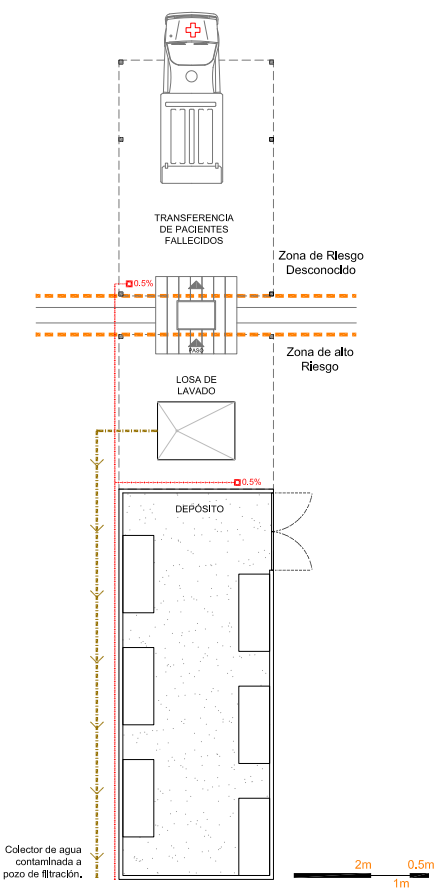 TRANSFERENCIA
DE PACIENTES
FALLECIDOS
Zona de Riesgo
Desconocido
0.5%
PASO
Zona de alto
Riesgo
LOSA DE
LAVADO
0.5%
DEPÓSITO
Colector de agua
contaminada a
pozo de filtración.
2m
0.5m
1m